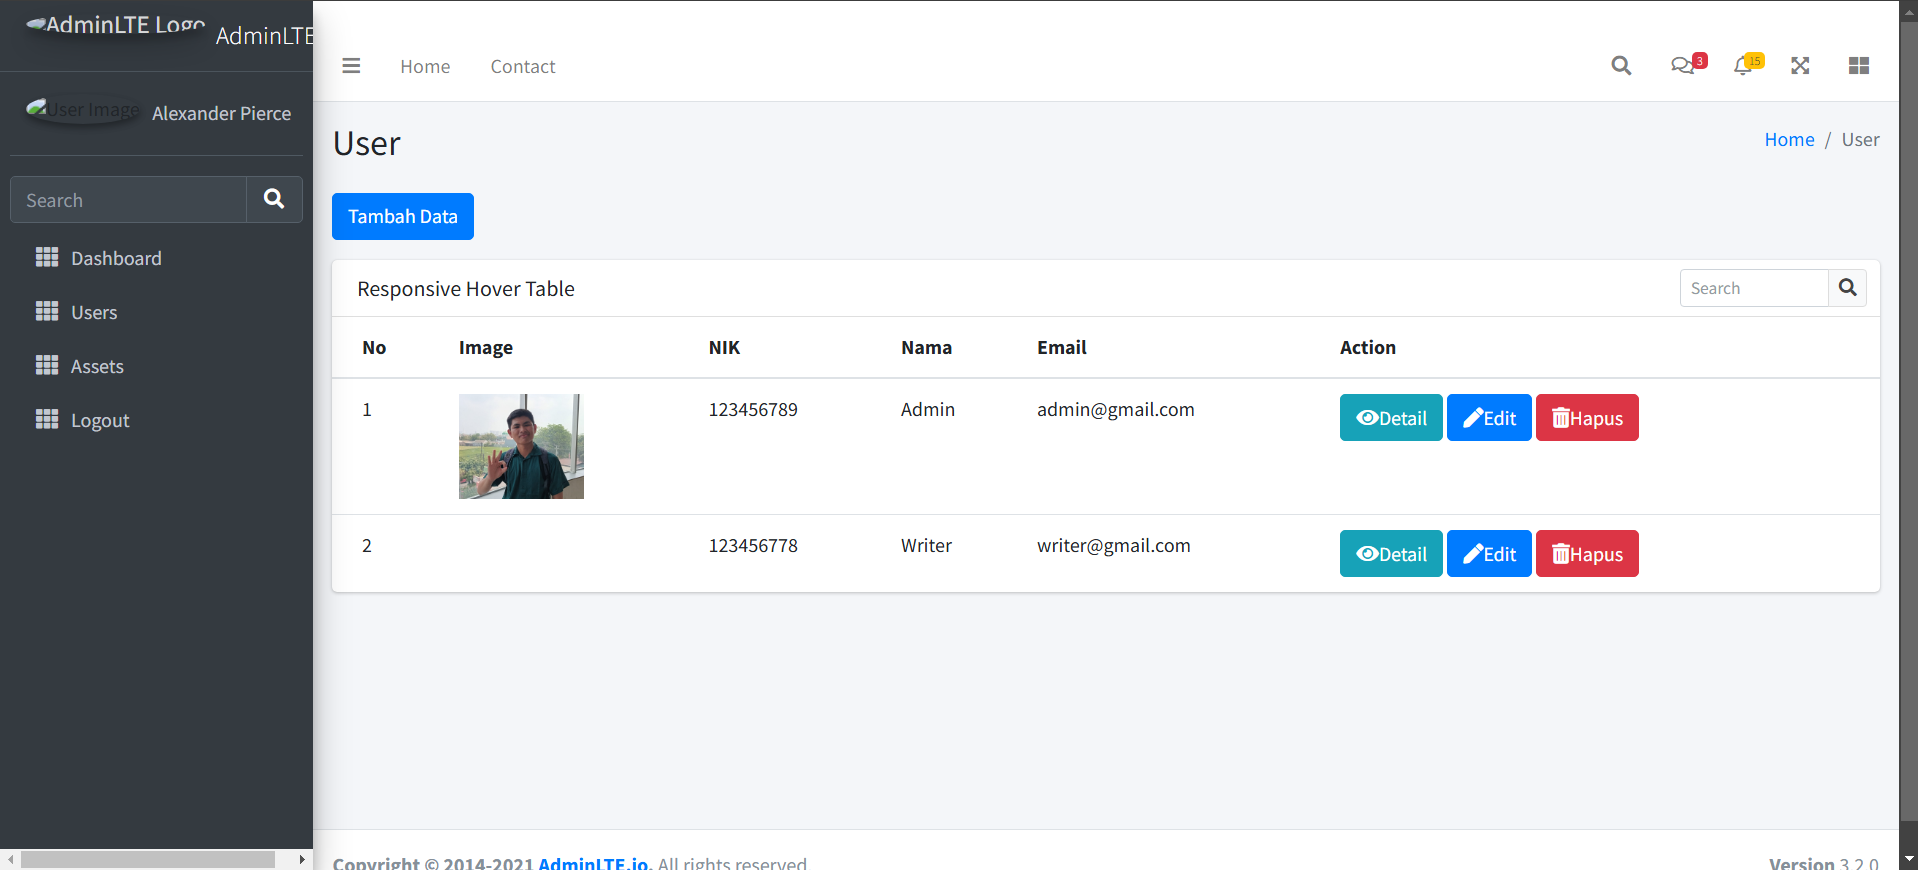 AdminLTE Logo AdminLTE
Home Contact 3 15
User Image Alexander Pierce
User
Home / User
Search
Tambah Data
Dashboard
Users
Assets
Logout
Responsive Hover Table Search
No Image NIK Nama Email Action
1 123456789 Admin admin@gmail.com Detail Edit Hapus
2 123456778 Writer writer@gmail.com Detail Edit Hapus
Copyright © 2014-2021 AdminLTE.io. All rights reserved
Version 3.2.0